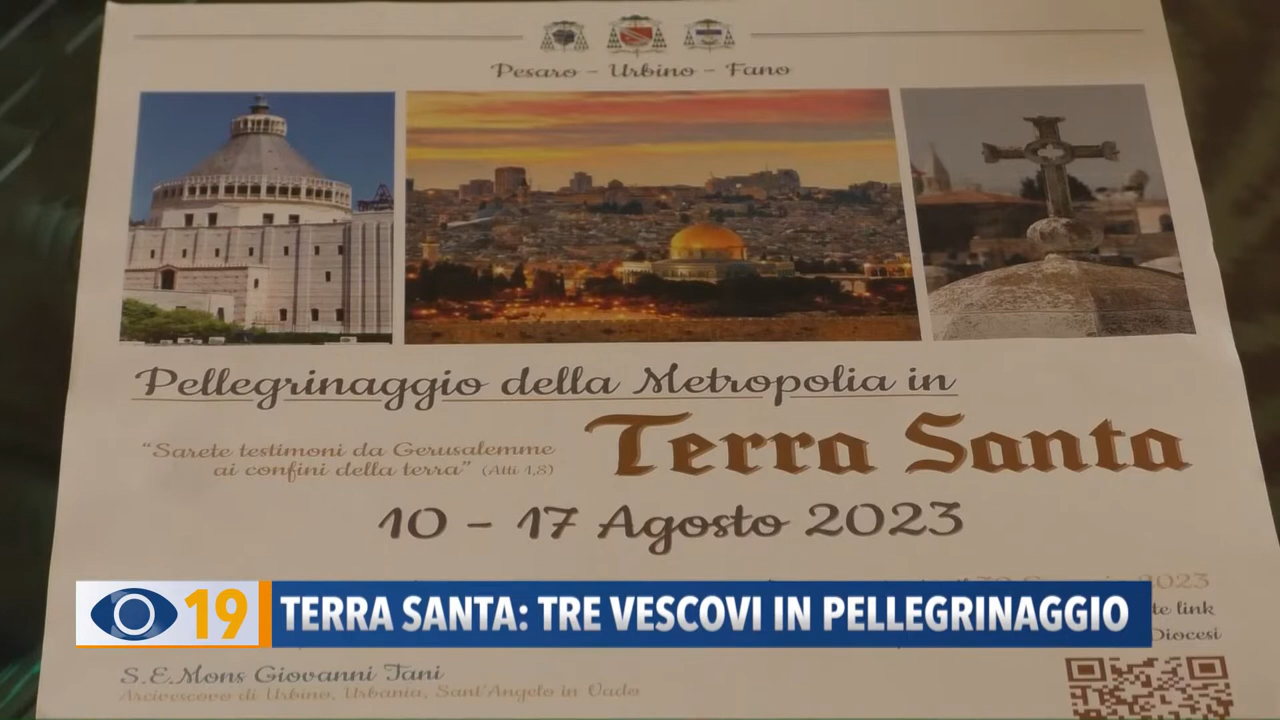 Pesaro - Urbino - Fano
Pellegrinaggio della Metropolia in
Terra Santa
"Sarete testimoni da Gerusalemme
ai confini della terra" (Atti 1,8)
10 - 17 Agosto 2023
2023
link
Diocesi
19 TERRA SANTA: TRE VESCOVI IN PELLEGRINAGGIO
S.E.Mons Giovanni Tani
Arcivescovo di Urbino, Urbania, Sant'Angelo in Vado